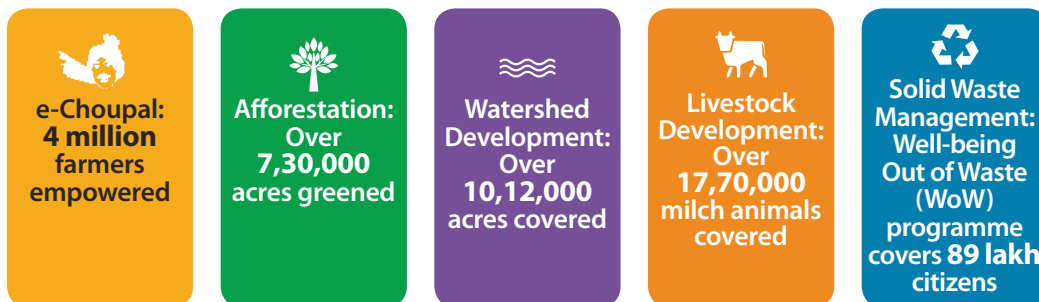 e-Choupal:
4 million
farmers
empowered
Afforestation:
Over
7,30,000
acres greened
Watershed
Development:
Over
10,12,000
acres covered
Livestock
Development:
Over
17,70,000
milch animals
covered
Solid Waste
Management:
Well-being
Out of Waste
(WoW)
programme
covers 89 lakh
citizens